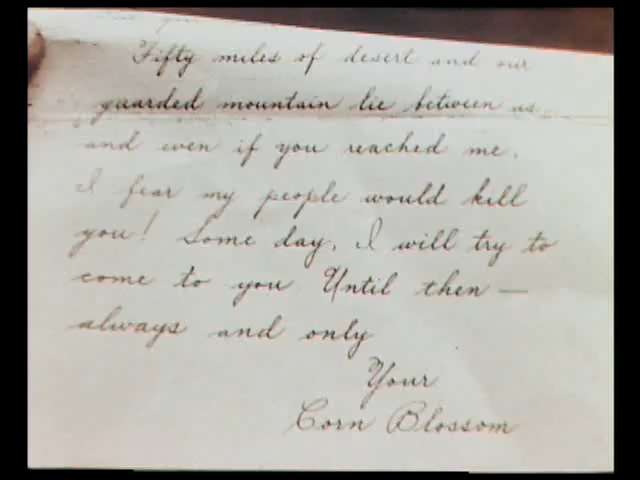 Fifty miles of desert and our
guarded mountain lie between us
and even if you reached me,
I fear my people would kill
you! Some day, I will try to
come to you. Until then —
always and only
Your
Corn Blossom